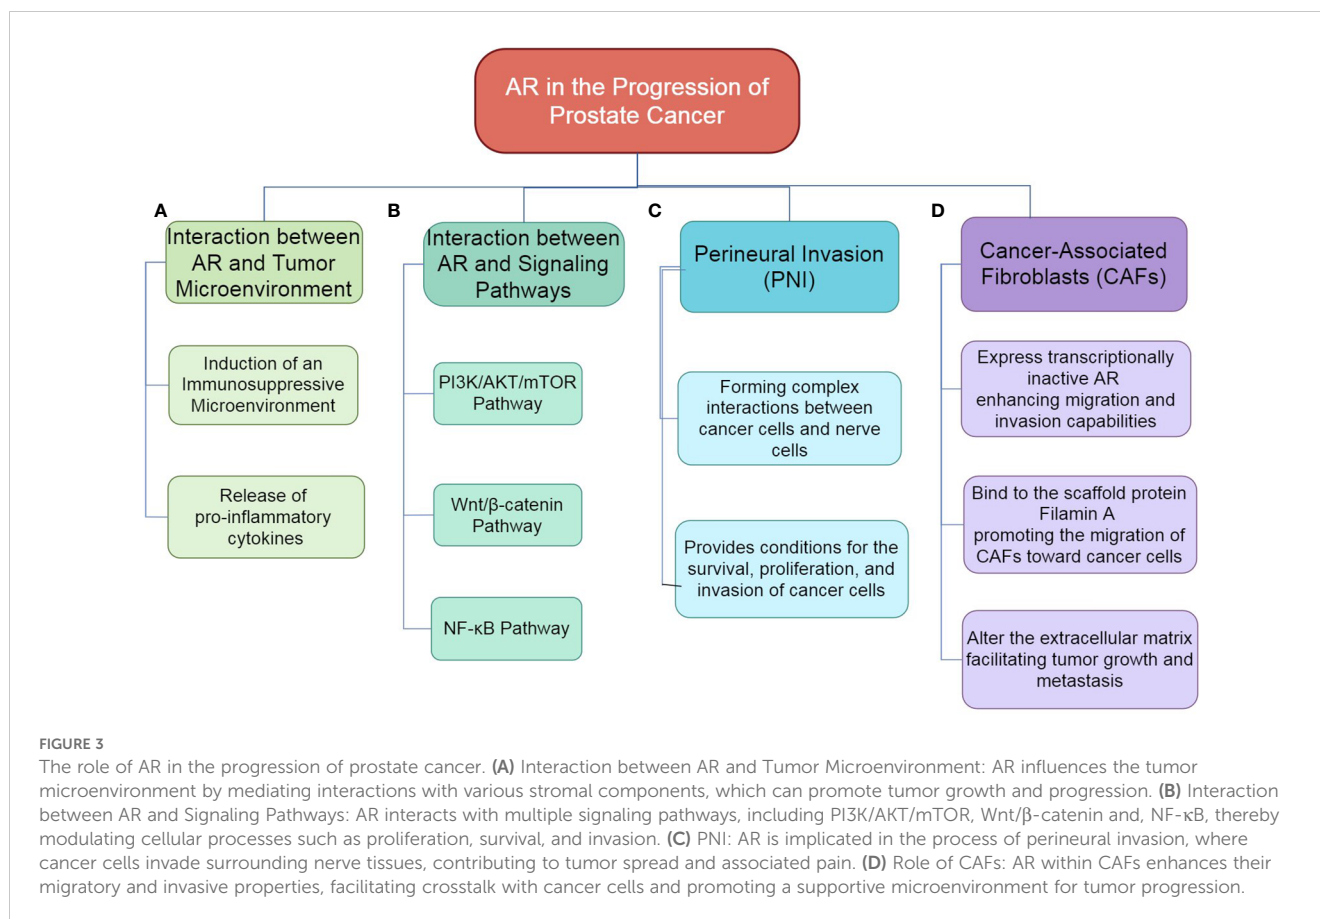 AR in the Progression of
Prostate Cancer
A
Interaction between
AR and Tumor
Microenvironment
Induction of an
Immunosuppressive
Microenvironment
Release of
pro-inflammatory
cytokines
B
Interaction between
AR and Signaling
Pathways
PI3K/AKT/mTOR
Pathway
Wnt/β-catenin
Pathway
NF-κB Pathway
C
Perineural Invasion
(PNI)
Forming complex
interactions between
cancer cells and nerve
cells
Provides conditions for the
survival, proliferation, and
invasion of cancer cells
D
Cancer-Associated
Fibroblasts (CAFs)
Express transcriptionally
inactive AR
enhancing migration and
invasion capabilities
Bind to the scaffold protein
Filamin A
promoting the migration of
CAFs toward cancer cells
Alter the extracellular matrix
facilitating tumor growth and
metastasis
FIGURE 3
The role of AR in the progression of prostate cancer. (A) Interaction between AR and Tumor Microenvironment: AR influences the tumor
microenvironment by mediating interactions with various stromal components, which can promote tumor growth and progression. (B) Interaction
between AR and Signaling Pathways: AR interacts with multiple signaling pathways, including PI3K/AKT/mTOR, Wnt/β-catenin and, NF-κB, thereby
modulating cellular processes such as proliferation, survival, and invasion. (C) PNI: AR is implicated in the process of perineural invasion, where
cancer cells invade surrounding nerve tissues, contributing to tumor spread and associated pain. (D) Role of CAFs: AR within CAFs enhances their
migratory and invasive properties, facilitating crosstalk with cancer cells and promoting a supportive microenvironment for tumor progression.